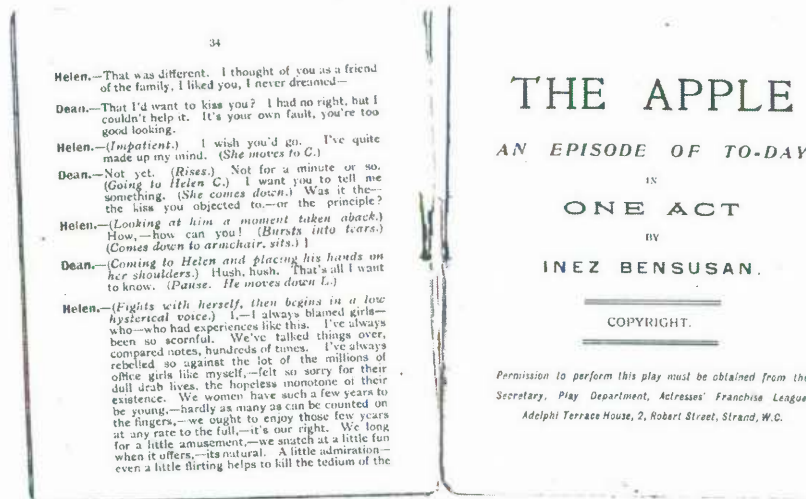 34
Helen.—That was different. I thought of you as a friend
of the family, I liked you, I never dreamed—
Dean.—That I'd want to kiss you? I had no right, but I
couldn't help it. It's your own fault, you're too
good looking.
Helen.—(Impatient.) I wish you'd go. I've quite
made up my mind. (She moves to C.)
Dean.—Not yet. (Rises.) Not for a minute or so.
(Going to Helen C.) I want you to tell me
something. (She comes down.) Was it the—
the kiss you objected to,—or the principle?
Helen.—(Looking at him a moment taken aback.)
How,—how can you! (Bursts into tears.)
(Comes down to armchair, sits.)
Dean.—(Coming to Helen and placing his hands on
her shoulders.) Hush, hush. That's all I want
to know. (Pause. He moves down L.)
Helen.—(Fights with herself, then begins in a low
hysterical voice.) I,—I always blamed girls—
who—who had experiences like this. I've always
been so scornful. We've talked things over,
compared notes, hundreds of times. I've always
rebelled so against the lot of the millions of
office girls like myself,—felt so sorry for their
dull drab lives, the hopeless monotone of their
existence. We women have such a few years to
be young,—hardly as many as can be counted on
the fingers,—we ought to enjoy those few years
at any rate to the full,—it's our right. We long
for a little amusement,—we snatch at a little fun
when it offers,—its natural. A little admiration—
even a little flirting helps to kill the tedium of the
THE APPLE
AN EPISODE OF TO-DAY
IN
ONE ACT
BY
INEZ BENSUSAN.
COPYRIGHT.
Permission to perform this play must be obtained from the
Secretary, Play Department, Actresses' Franchise League
Adelphi Terrace House, 2, Robert Street, Strand, W.C.